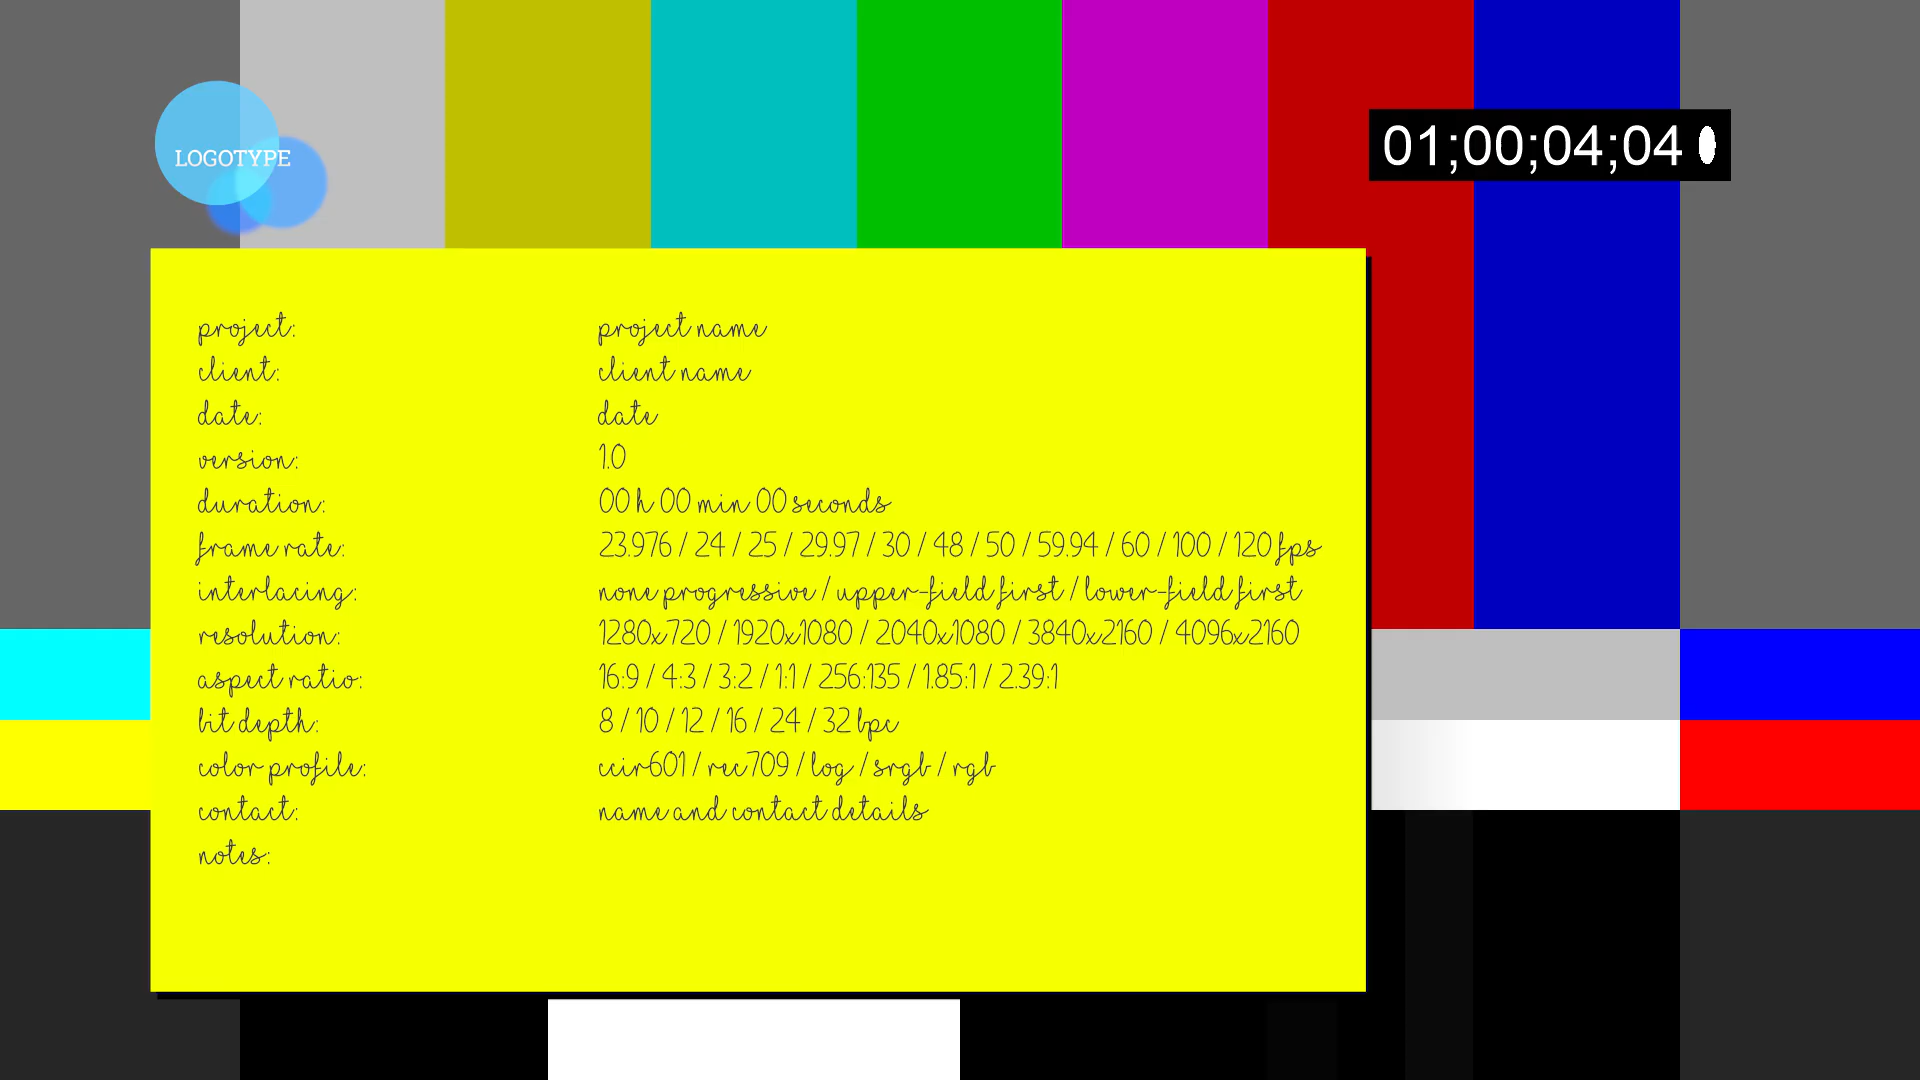 LOGOTYPE
01;00;04;04
project: project name
client: client name
date: date
version: 1.0
duration: 00 h 00 min 00 seconds
frame rate: 23.976 / 24 / 25 / 29.97 / 30 / 48 / 50 / 59.94 / 60 / 100 / 120 fps
interlacing: none progressive / upper-field first / lower-field first
resolution: 1280x720 / 1920x1080 / 2040x1080 / 3840x2160 / 4096x2160
aspect ratio: 16:9 / 4:3 / 3:2 / 1:1 / 256:135 / 1.85:1 / 2.39:1
bit depth: 8 / 10 / 12 / 16 / 24 / 32 bpc
color profile: ccir601 / rec709 / log / srgb / rgb
contact: name and contact details
notes: